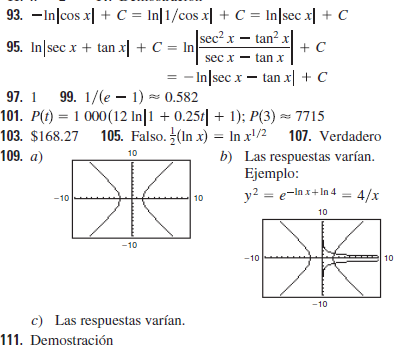 93. −ln|cos x| + C = ln|1/cos x| + C = ln|sec x| + C
95. ln|sec x + tan x| + C = ln|(sec² x − tan² x)/(sec x − tan x)| + C
= −ln|sec x − tan x| + C
97. 1 99. 1/(e − 1) ≈ 0.582
101. P(t) = 1 000(12 ln|1 + 0.25t| + 1); P(3) ≈ 7715
103. $168.27 105. Falso. ½(ln x) = ln x^(1/2) 107. Verdadero
109. a)
10
−10
10
−10
b) Las respuestas varían.
Ejemplo:
y² = e^(−ln x + ln 4) = 4/x
10
−10
10
−10
c) Las respuestas varían.
111. Demostración